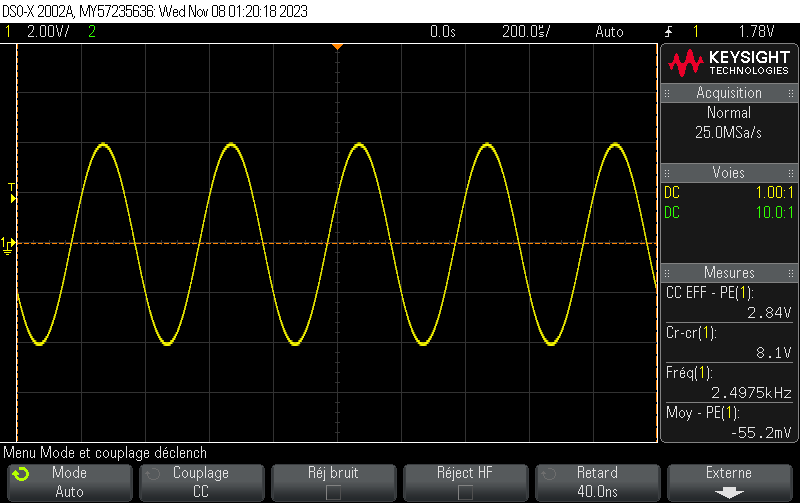 DSO-X 2002A, MY57235636: Wed Nov 08 01:20:18 2023
1 2.00V/ 2 0.0s 200.0µs/ Auto 1 1.78V
KEYSIGHT
TECHNOLOGIES
Acquisition
Normal
25.0MSa/s
Voies
DC 1.00:1
DC 10.0:1
Mesures
CC EFF - PE(1):
2.84V
Cr-cr(1):
8.1V
Fréq(1):
2.4975kHz
Moy - PE(1):
-55.2mV
T
1
Menu Mode et couplage déclench
Mode
Auto
Couplage
CC
Réj bruit
Réject HF
Retard
40.0ns
Externe